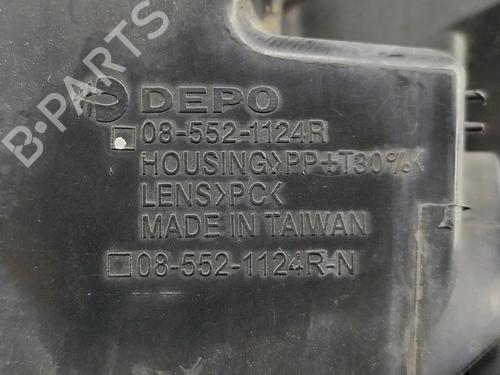 B-PARTS
DEPO
08-552-1124R
HOUSING>PP+T30%<
LENS>PC<
MADE IN TAIWAN
08-552-1124R-N